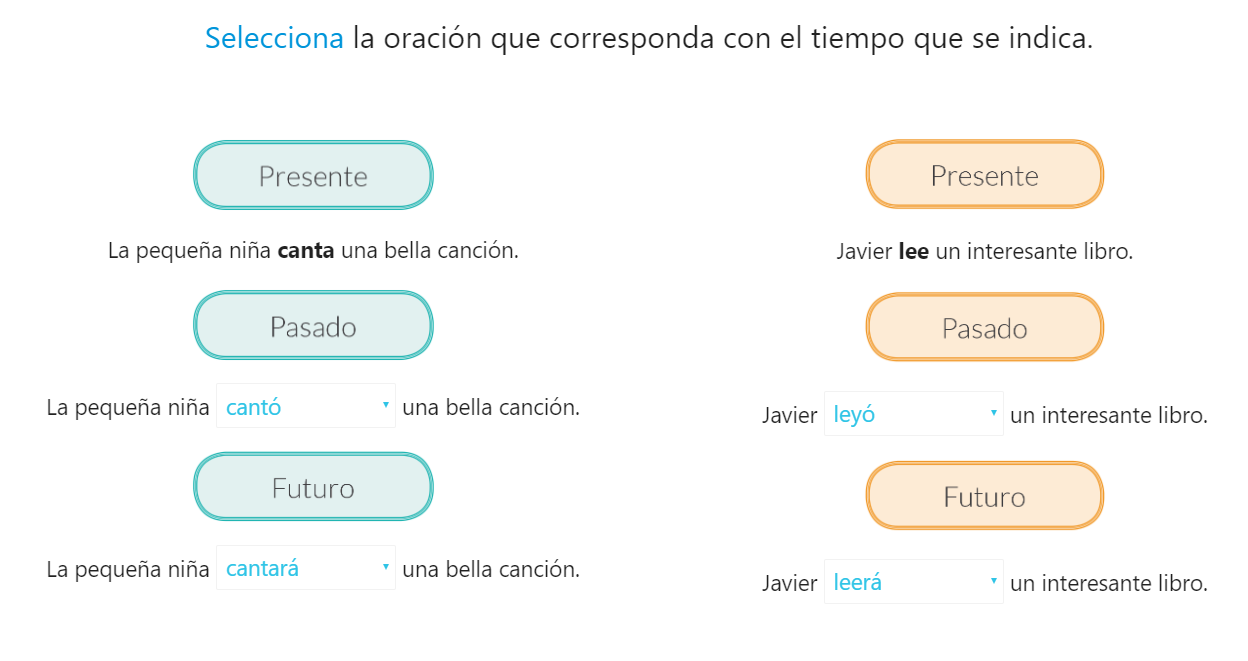 Selecciona la oración que corresponda con el tiempo que se indica.
Presente
La pequeña niña canta una bella canción.
Pasado
La pequeña niña cantó una bella canción.
Futuro
La pequeña niña cantará una bella canción.
Presente
Javier lee un interesante libro.
Pasado
Javier leyó un interesante libro.
Futuro
Javier leerá un interesante libro.